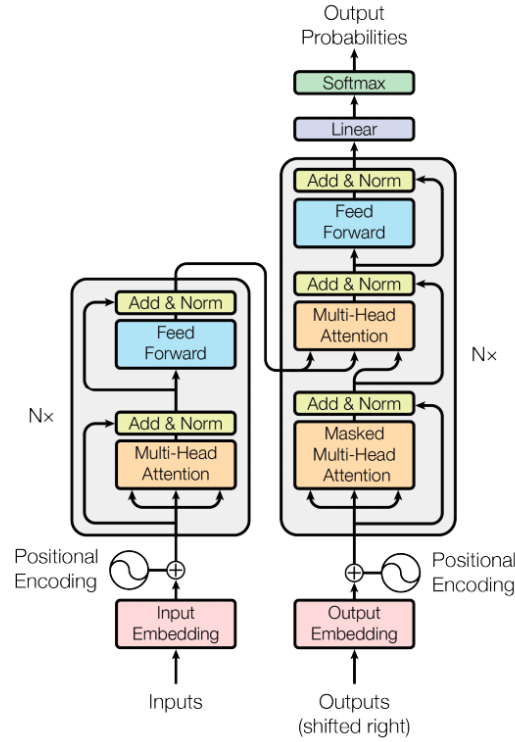 Output
Probabilities
Softmax
Linear
Add & Norm
Feed
Forward
Add & Norm
Multi-Head
Attention
Add & Norm
Masked
Multi-Head
Attention
N×
Add & Norm
Feed
Forward
Add & Norm
Multi-Head
Attention
N×
Positional
Encoding
Positional
Encoding
Input
Embedding
Output
Embedding
Inputs
Outputs
(shifted right)